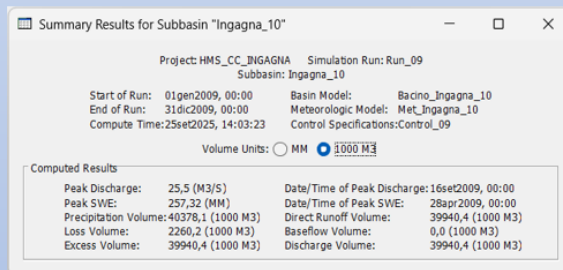 Summary Results for Subbasin "Ingagna_10"
Project: HMS_CC_INGAGNA Simulation Run: Run_09
Subbasin: Ingagna_10
Start of Run: 01gen2009, 00:00 Basin Model: Bacino_Ingagna_10
End of Run: 31dic2009, 00:00 Meteorologic Model: Met_Ingagna_10
Compute Time:25set2025, 14:03:23 Control Specifications:Control_09
Volume Units: MM 1000 M3
Computed Results
Peak Discharge: 25,5 (M3/S) Date/Time of Peak Discharge:16set2009, 00:00
Peak SWE: 257,32 (MM) Date/Time of Peak SWE: 28apr2009, 00:00
Precipitation Volume:40378,1 (1000 M3) Direct Runoff Volume: 39940,4 (1000 M3)
Loss Volume: 2260,2 (1000 M3) Baseflow Volume: 0,0 (1000 M3)
Excess Volume: 39940,4 (1000 M3) Discharge Volume: 39940,4 (1000 M3)